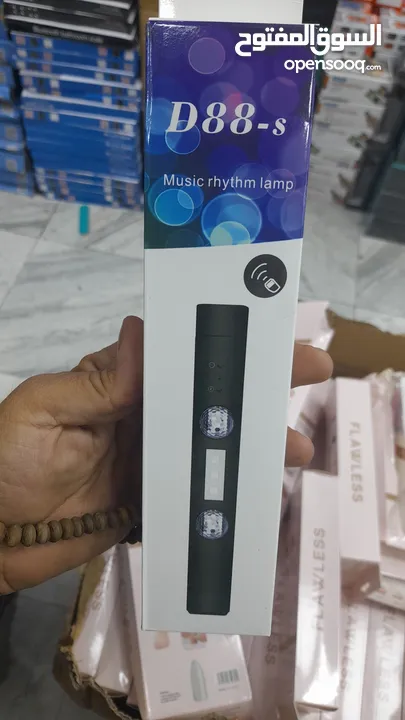 السوق المفتوح
opensooq.com
D88-s
Music rhythm lamp
FLAWLESS
FLAWLESS
FLAWLESS